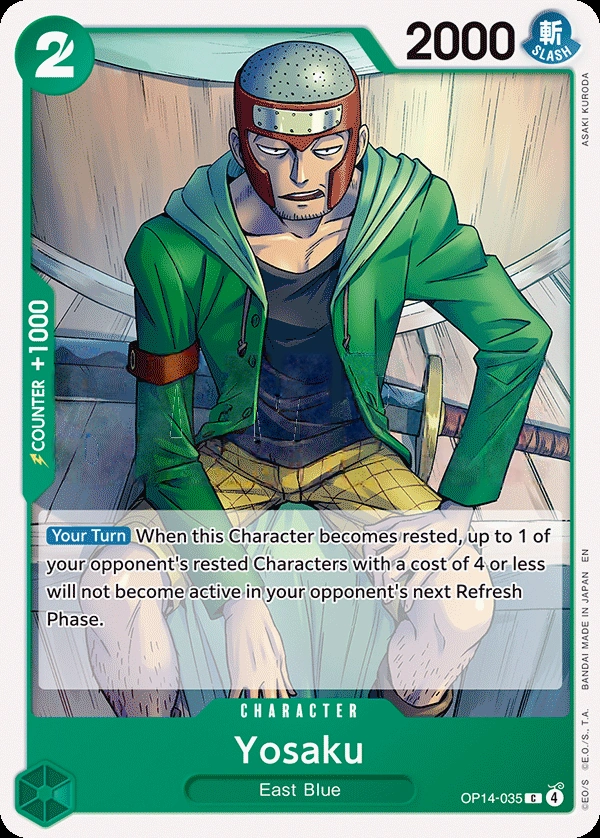 2
2000
斬
SLASH
ASAKI KURODA
COUNTER +1000
Your Turn When this Character becomes rested, up to 1 of
your opponent's rested Characters with a cost of 4 or less
will not become active in your opponent's next Refresh
Phase.
CHARACTER
Yosaku
East Blue
OP14-035 C 4
©E.O/S ©E.O./S., T.A. BANDAI MADE IN JAPAN EN